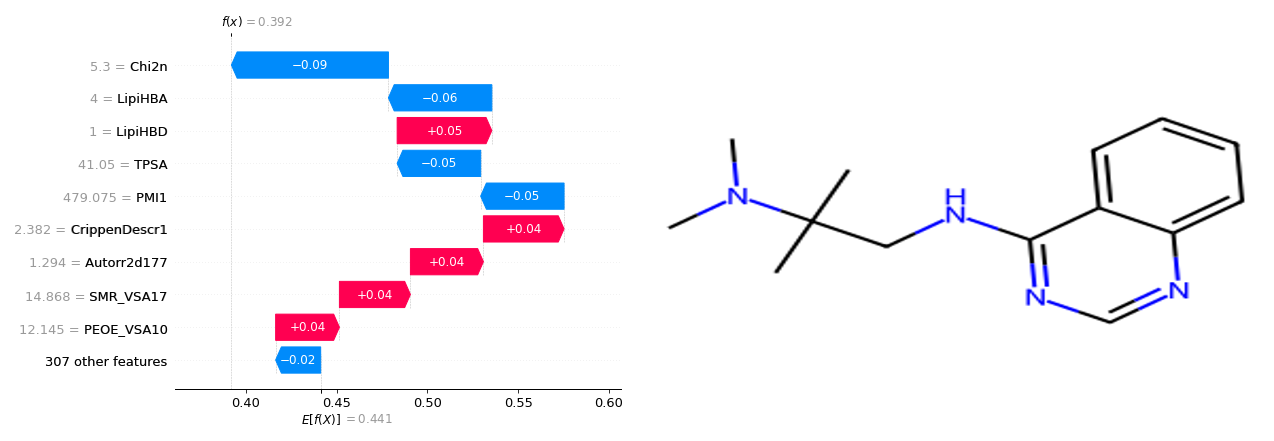 f(x) = 0.392
5.3 = Chi2n
−0.09
4 = LipiHBA
−0.06
1 = LipiHBD
+0.05
41.05 = TPSA
−0.05
479.075 = PMI1
−0.05
2.382 = CrippenDescr1
+0.04
1.294 = Autorr2d177
+0.04
14.868 = SMR_VSA17
+0.04
12.145 = PEOE_VSA10
+0.04
307 other features
−0.02
0.40 0.45 0.50 0.55 0.60
E[f(X)] = 0.441
N
H
N
N
N